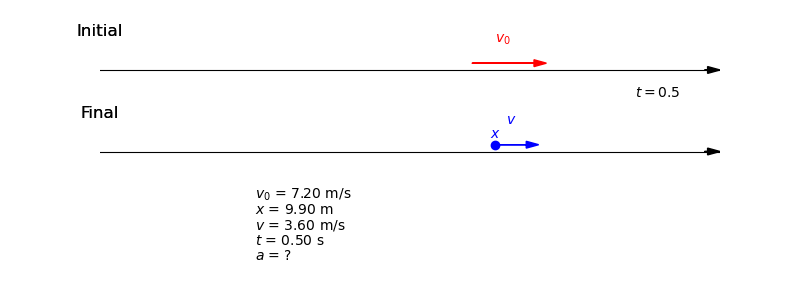 Initial
v₀
t = 0.5
Final
v
x
v₀ = 7.20 m/s
x = 9.90 m
v = 3.60 m/s
t = 0.50 s
a = ?